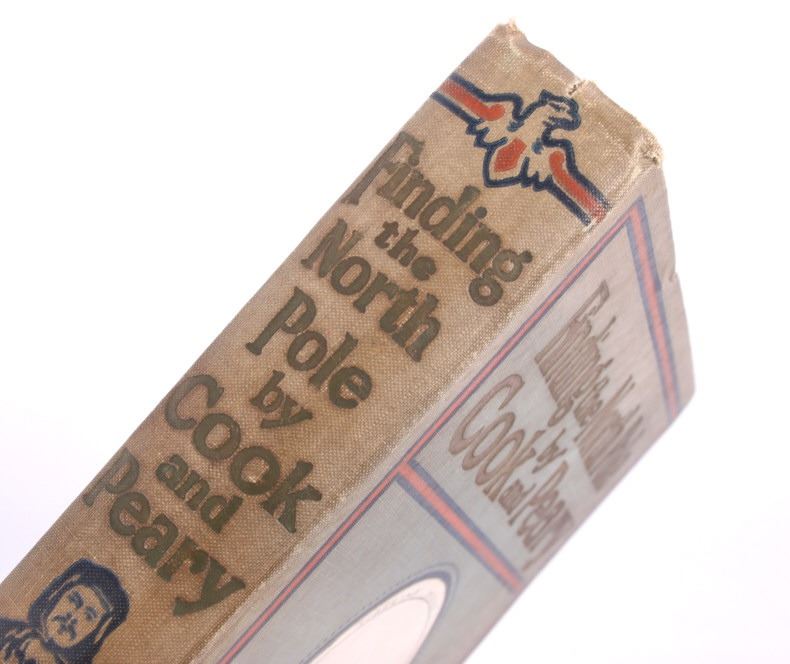 Finding
the
North
Pole
by
Cook
and
Peary
Finding the North Pole
by
Cook and Peary